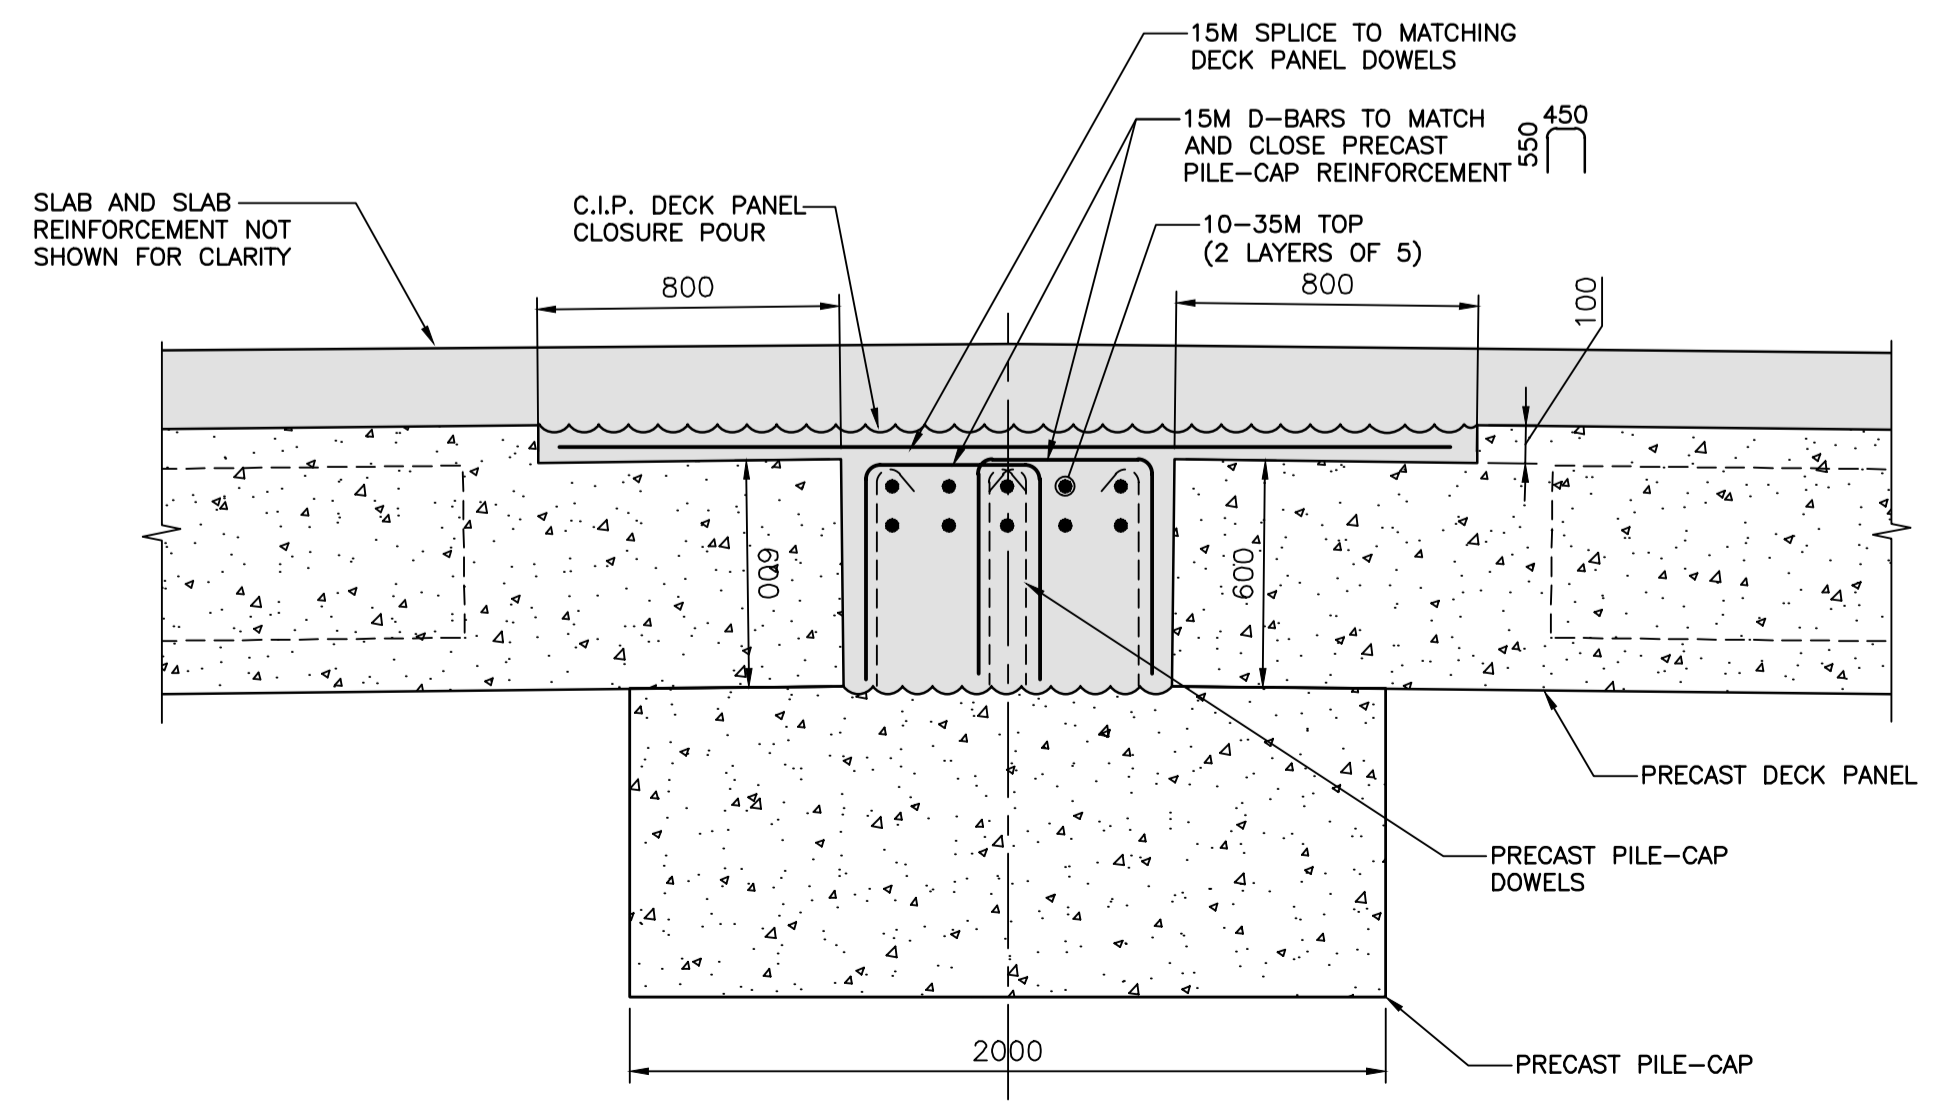 15M SPLICE TO MATCHING
DECK PANEL DOWELS
15M D-BARS TO MATCH
AND CLOSE PRECAST
PILE-CAP REINFORCEMENT
450
550
SLAB AND SLAB
REINFORCEMENT NOT
SHOWN FOR CLARITY
C.I.P. DECK PANEL
CLOSURE POUR
10-35M TOP
(2 LAYERS OF 5)
800
800
100
600
600
PRECAST DECK PANEL
PRECAST PILE-CAP
DOWELS
2000
PRECAST PILE-CAP